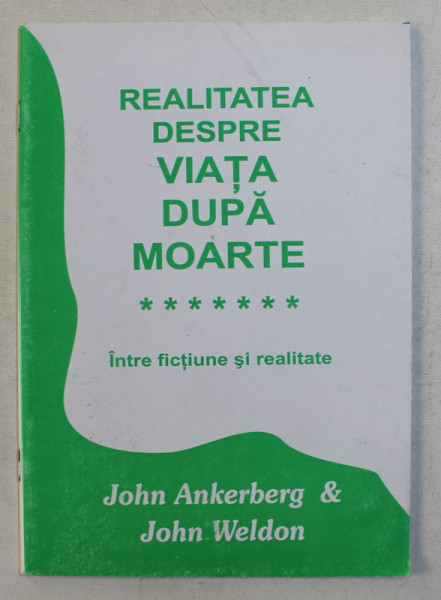 REALITATEA
DESPRE
VIAȚA
DUPĂ
MOARTE
* * * * * * *
Între ficțiune și realitate
John Ankerberg &
John Weldon